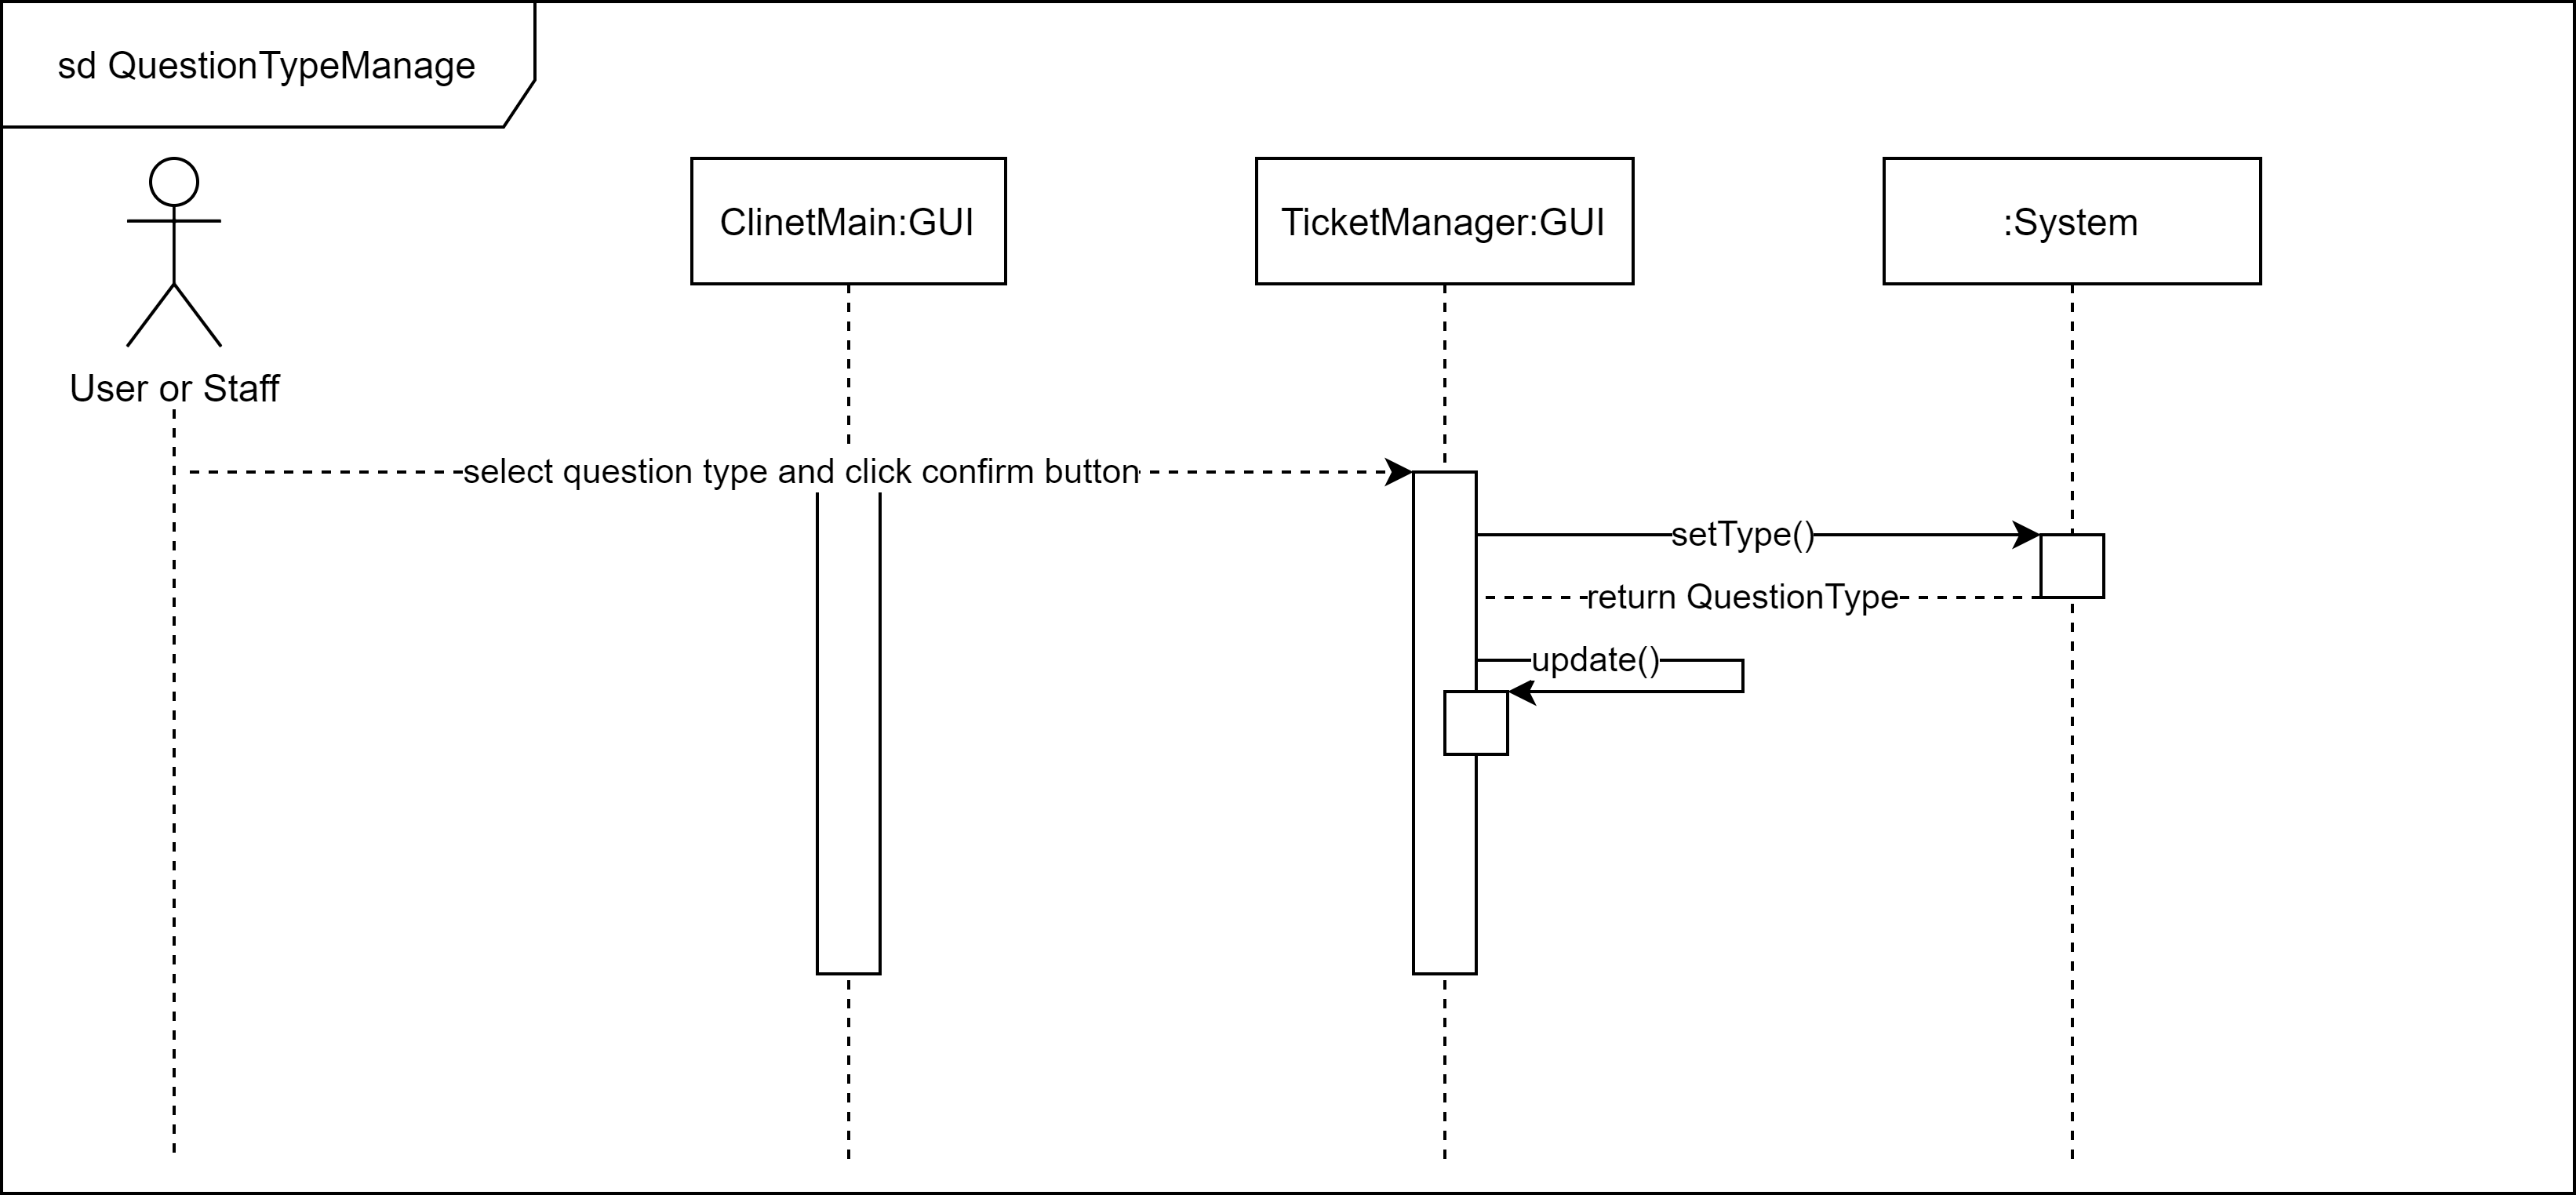 sd QuestionTypeManage
ClinetMain:GUI
TicketManager:GUI
:System
User or Staff
select question type and click confirm button
setType()
return QuestionType
update()